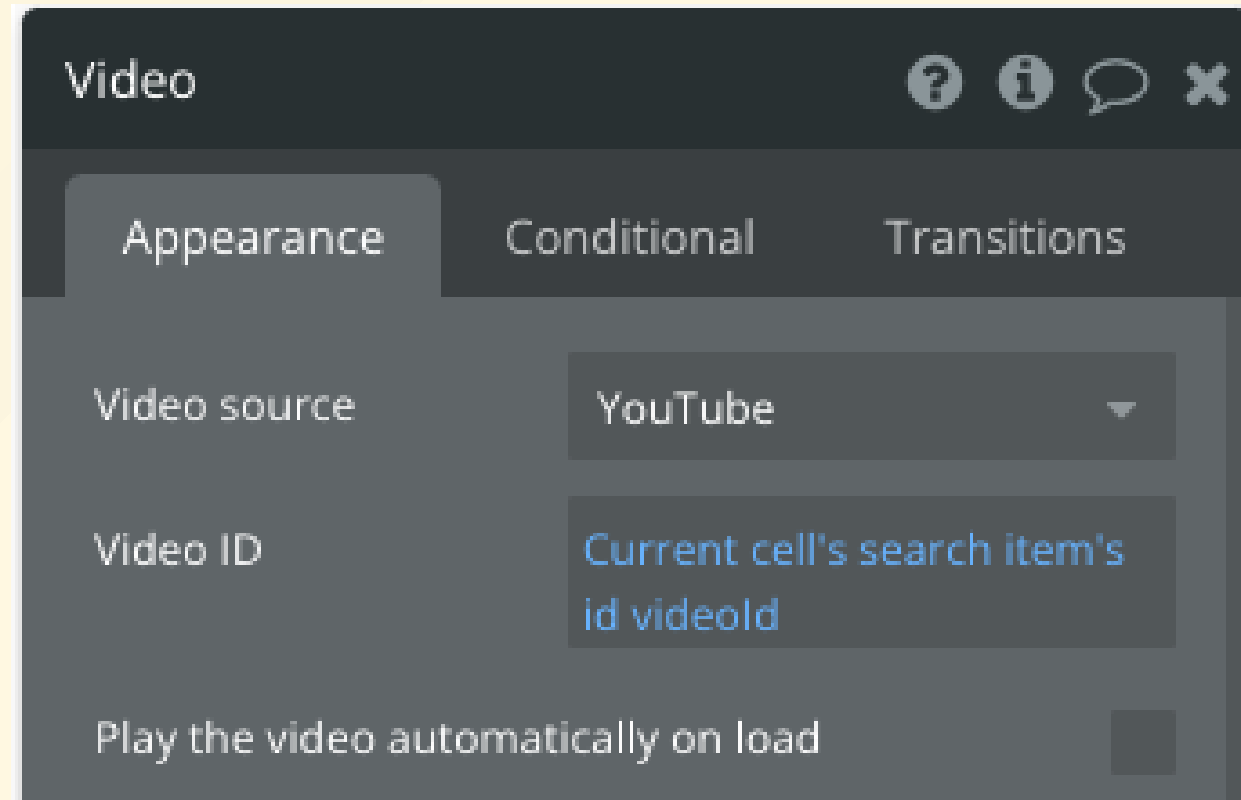 Video
Appearance Conditional Transitions
Video source YouTube
Video ID Current cell's search item's
id videoId
Play the video automatically on load